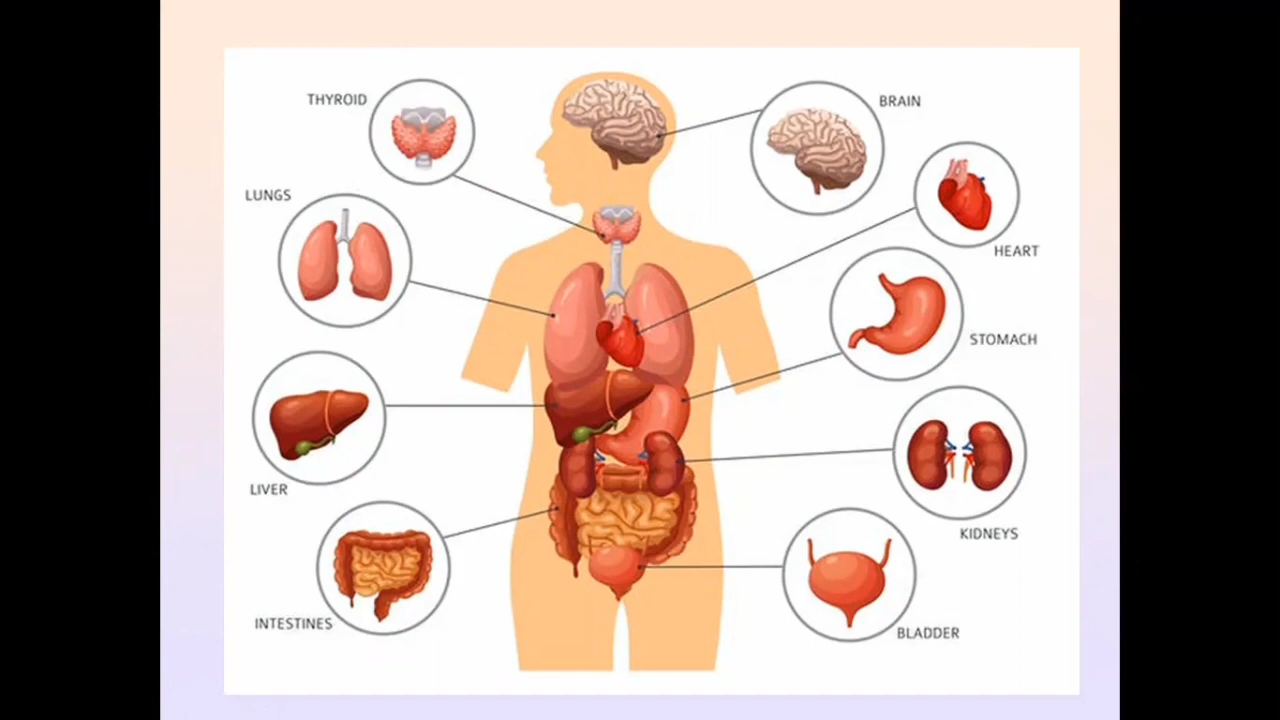 THYROID
BRAIN
LUNGS
HEART
STOMACH
LIVER
KIDNEYS
INTESTINES
BLADDER